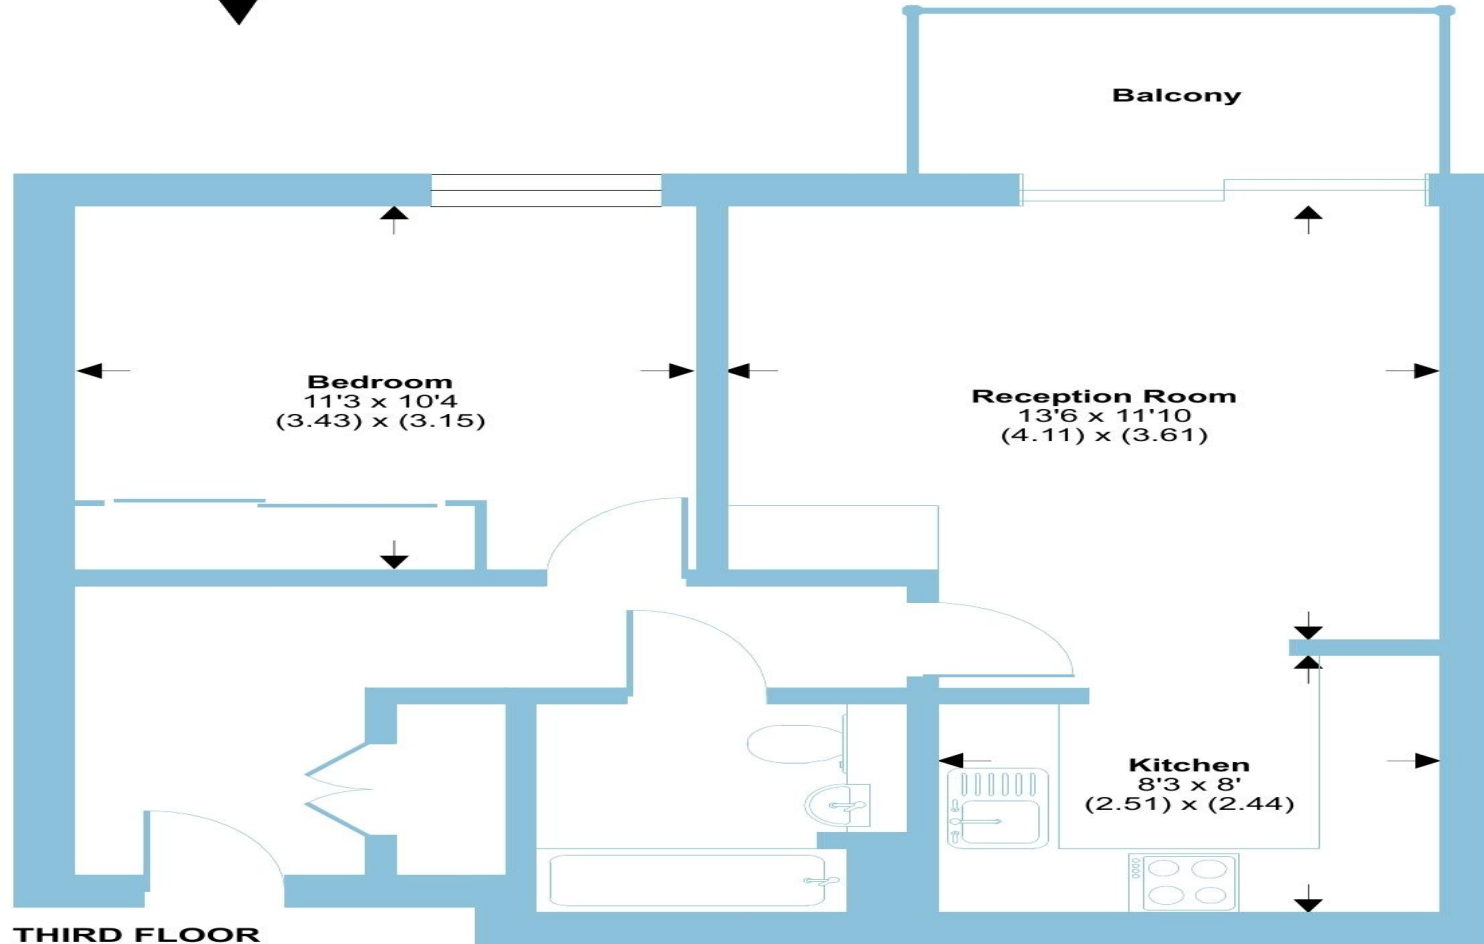 Balcony
Bedroom
11'3 x 10'4
(3.43) x (3.15)
Reception Room
13'6 x 11'10
(4.11) x (3.61)
Kitchen
8'3 x 8'
(2.51) x (2.44)
THIRD FLOOR